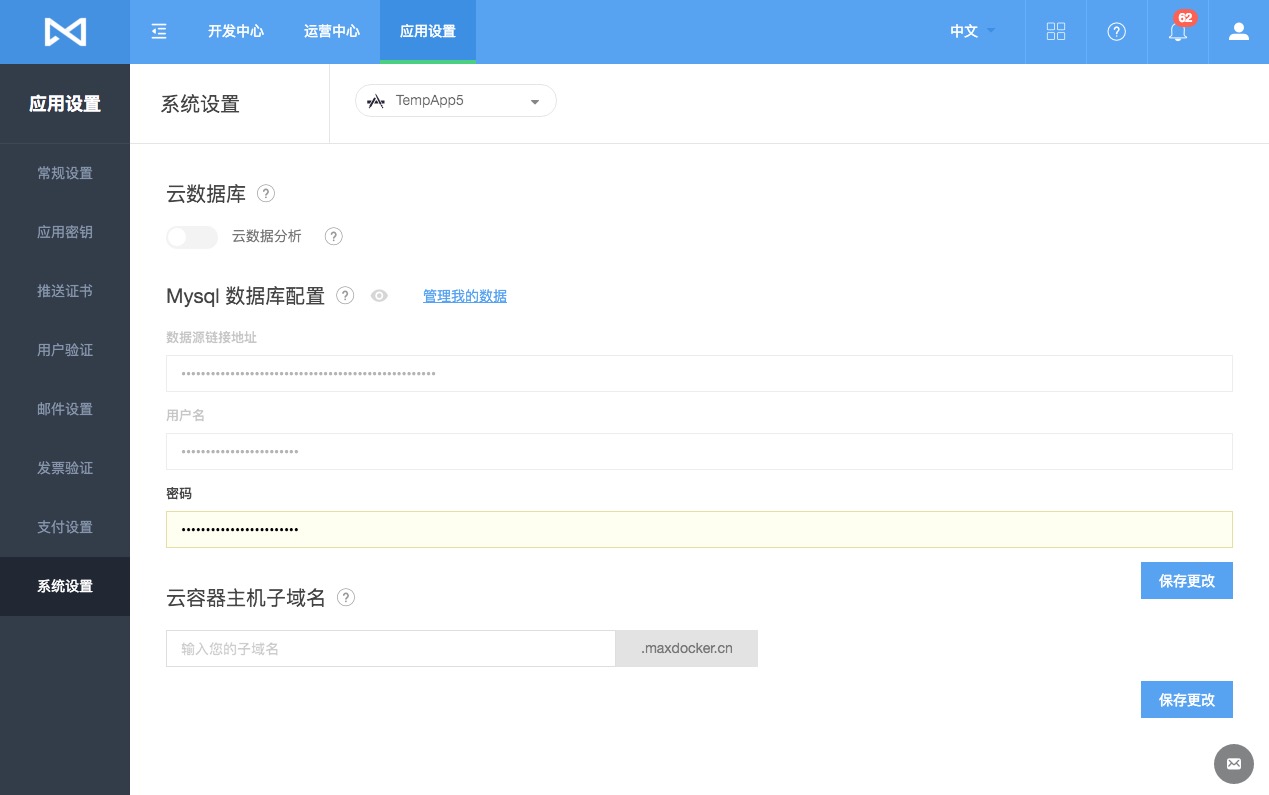 开发中心 运营中心 应用设置 中文 62
应用设置
系统设置
TempApp5
常规设置
应用密钥
推送证书
用户验证
邮件设置
发票验证
支付设置
系统设置
云数据库 ?
云数据分析 ?
Mysql 数据库配置 ? 管理我的数据
数据源链接地址
••••••••••••••••••••••••••••••••••••••••••••••••••••
用户名
••••••••••••••••••••••••
密码
••••••••••••••••••••••••
保存更改
云容器主机子域名 ?
输入您的子域名 .maxdocker.cn
保存更改